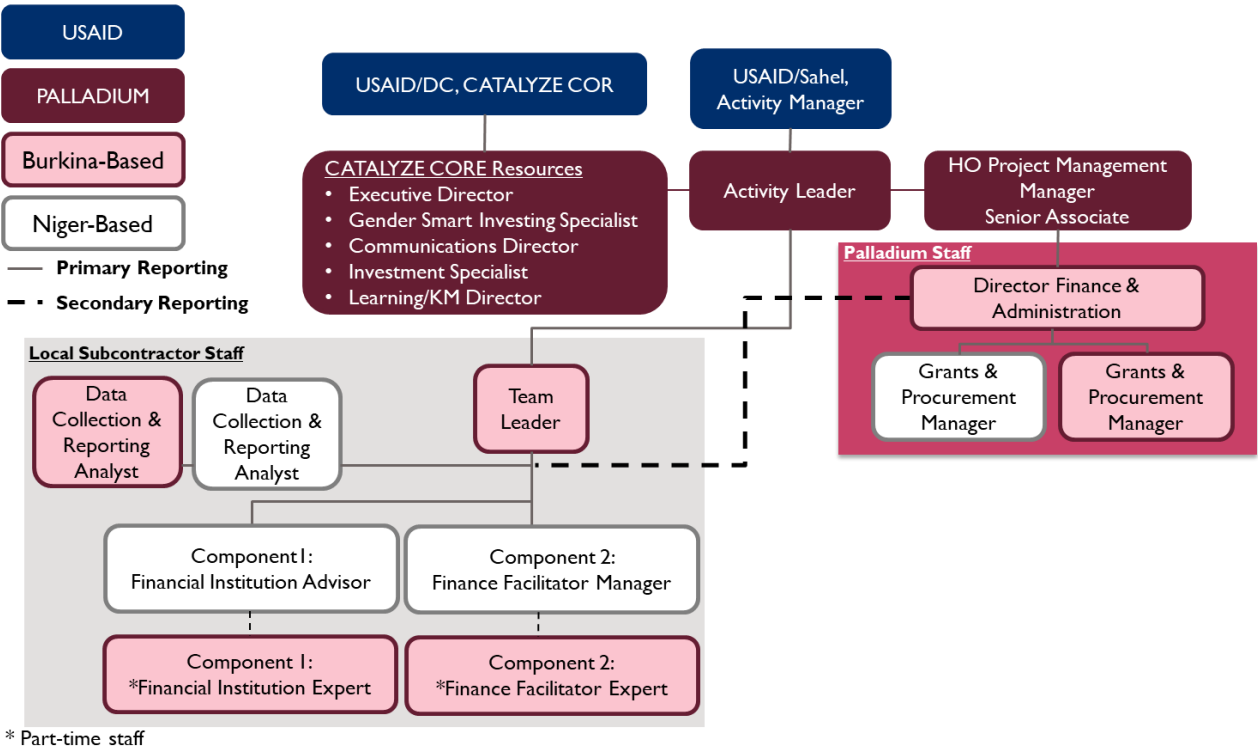 USAID
PALLADIUM
Burkina-Based
Niger-Based
Primary Reporting
Secondary Reporting
USAID/DC, CATALYZE COR
USAID/Sahel,
Activity Manager
CATALYZE CORE Resources
• Executive Director
• Gender Smart Investing Specialist
• Communications Director
• Investment Specialist
• Learning/KM Director
Activity Leader
HO Project Management
Manager
Senior Associate
Palladium Staff
Director Finance &
Administration
Grants &
Procurement
Manager
Grants &
Procurement
Manager
Local Subcontractor Staff
Data
Collection &
Reporting
Analyst
Data
Collection &
Reporting
Analyst
Team
Leader
Component1:
Financial Institution Advisor
Component 2:
Finance Facilitator Manager
Component 1:
*Financial Institution Expert
Component 2:
*Finance Facilitator Expert
* Part-time staff